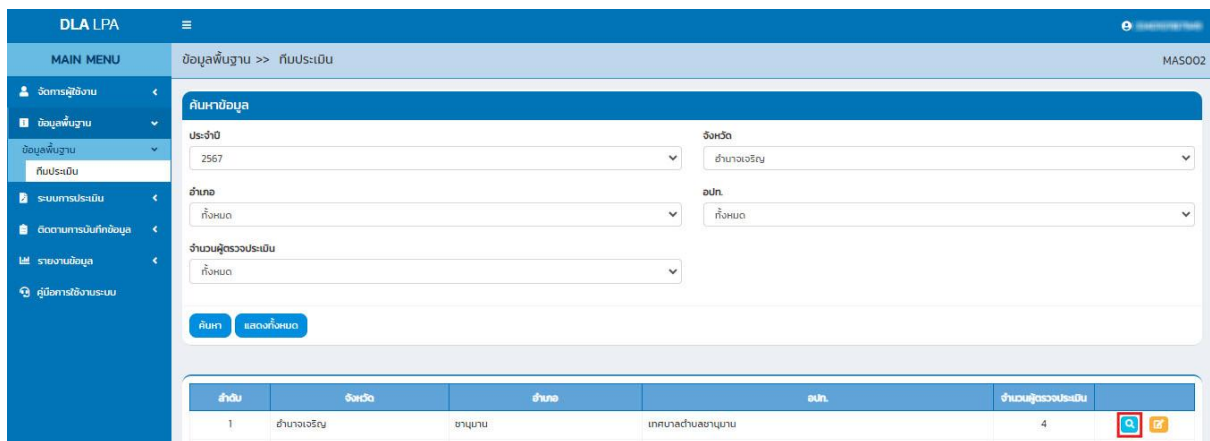 DLA LPA
MAIN MENU
ข้อมูลพื้นฐาน >> ทีมประเมิน
MAS002
จัดการผู้ใช้งาน
ข้อมูลพื้นฐาน
ข้อมูลพื้นฐาน
ทีมประเมิน
ระบบการประเมิน
ติดตามการบันทึกข้อมูล
รายงานข้อมูล
คู่มือการใช้งานระบบ
ค้นหาข้อมูล
ประจำปี จังหวัด
2567 อำนาจเจริญ
อำเภอ อปท.
ทั้งหมด ทั้งหมด
จำนวนผู้ตรวจประเมิน
ทั้งหมด
ค้นหา แสดงทั้งหมด
ลำดับ จังหวัด อำเภอ อปท. จำนวนผู้ตรวจประเมิน
1 อำนาจเจริญ ชานุมาน เทศบาลตำบลชานุมาน 4